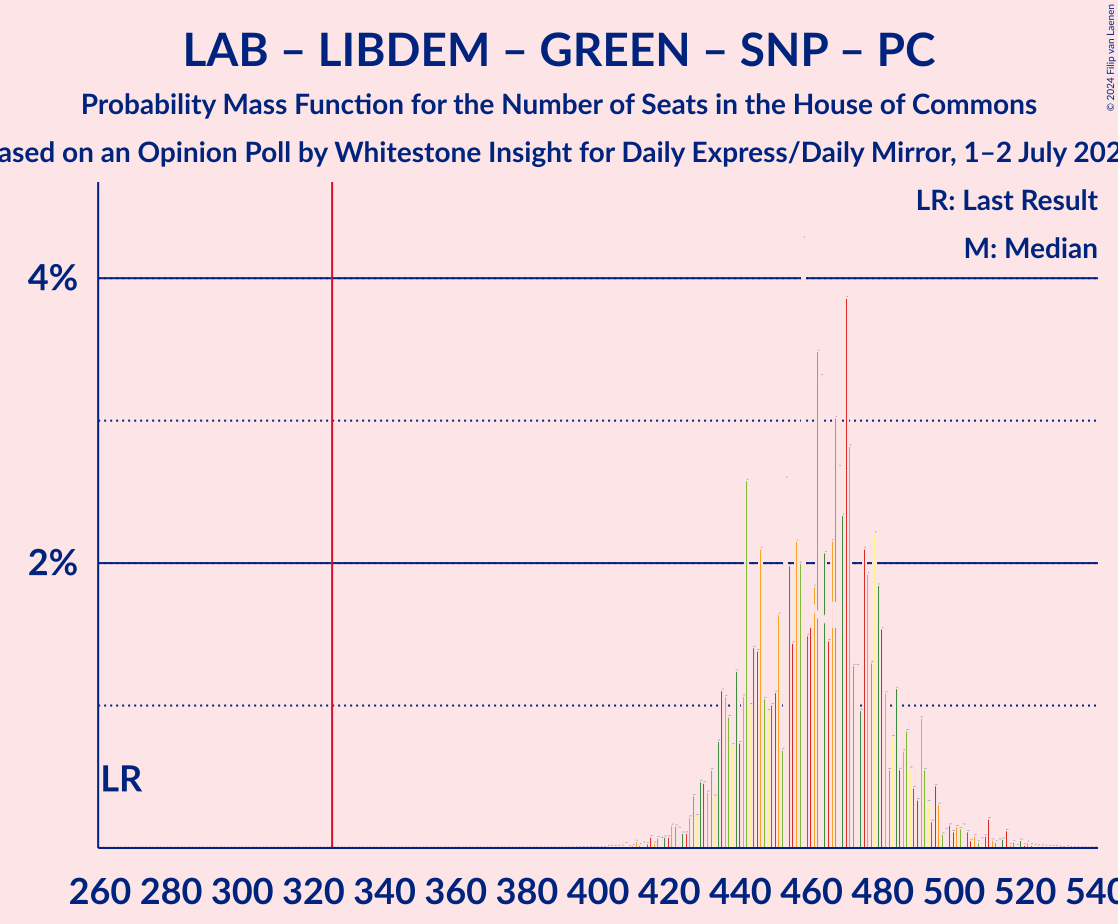 LAB – LIBDEM – GREEN – SNP – PC
Probability Mass Function for the Number of Seats in the House of Commons
ased on an Opinion Poll by Whitestone Insight for Daily Express/Daily Mirror, 1–2 July 202
© 2024 Filip van Laenen
LR: Last Result
M: Median
4%
2%
LR
260 280 300 320 340 360 380 400 420 440 460 480 500 520 540